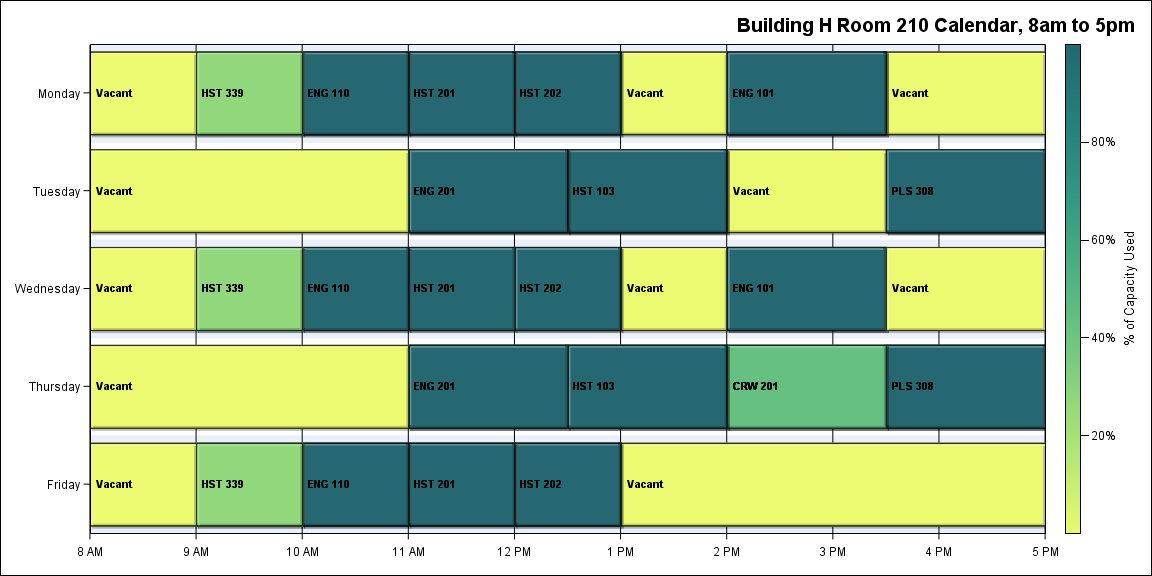 Building H Room 210 Calendar, 8am to 5pm
Monday
Vacant
HST 339
ENG 110
HST 201
HST 202
Vacant
ENG 101
Vacant
Tuesday
Vacant
ENG 201
HST 103
Vacant
PLS 308
Wednesday
Vacant
HST 339
ENG 110
HST 201
HST 202
Vacant
ENG 101
Vacant
Thursday
Vacant
ENG 201
HST 103
CRW 201
PLS 308
Friday
Vacant
HST 339
ENG 110
HST 201
HST 202
Vacant
8 AM
9 AM
10 AM
11 AM
12 PM
1 PM
2 PM
3 PM
4 PM
5 PM
80%
60%
40%
20%
% of Capacity Used